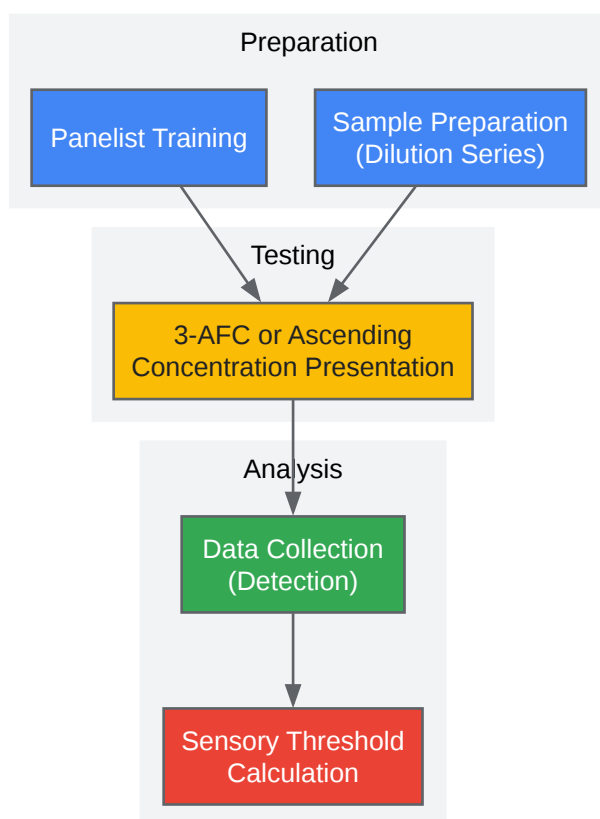 Preparation
Panelist Training
Sample Preparation
(Dilution Series)
Testing
3-AFC or Ascending
Concentration Presentation
Analysis
Data Collection
(Detection)
Sensory Threshold
Calculation